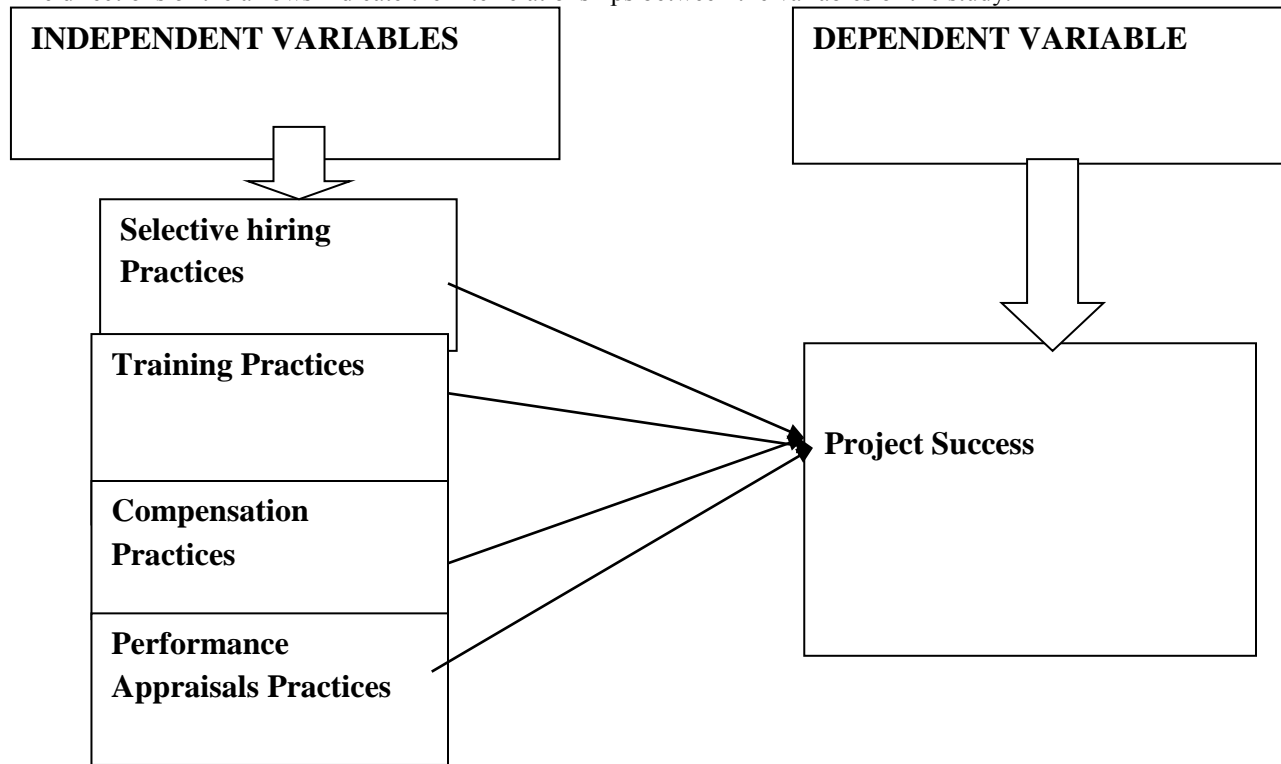 INDEPENDENT VARIABLES
DEPENDENT VARIABLE
Selective hiring
Practices
Training Practices
Compensation
Practices
Performance
Appraisals Practices
Project Success